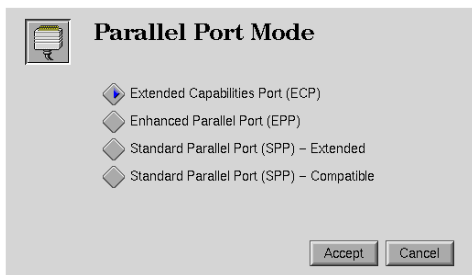 Parallel Port Mode
Extended Capabilities Port (ECP)
Enhanced Parallel Port (EPP)
Standard Parallel Port (SPP) – Extended
Standard Parallel Port (SPP) – Compatible
Accept Cancel